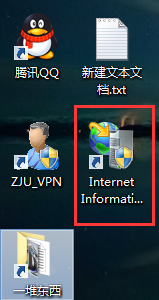 腾讯QQ
新建文本文
档.txt
ZJU_VPN
Internet
Informati...
一堆东西